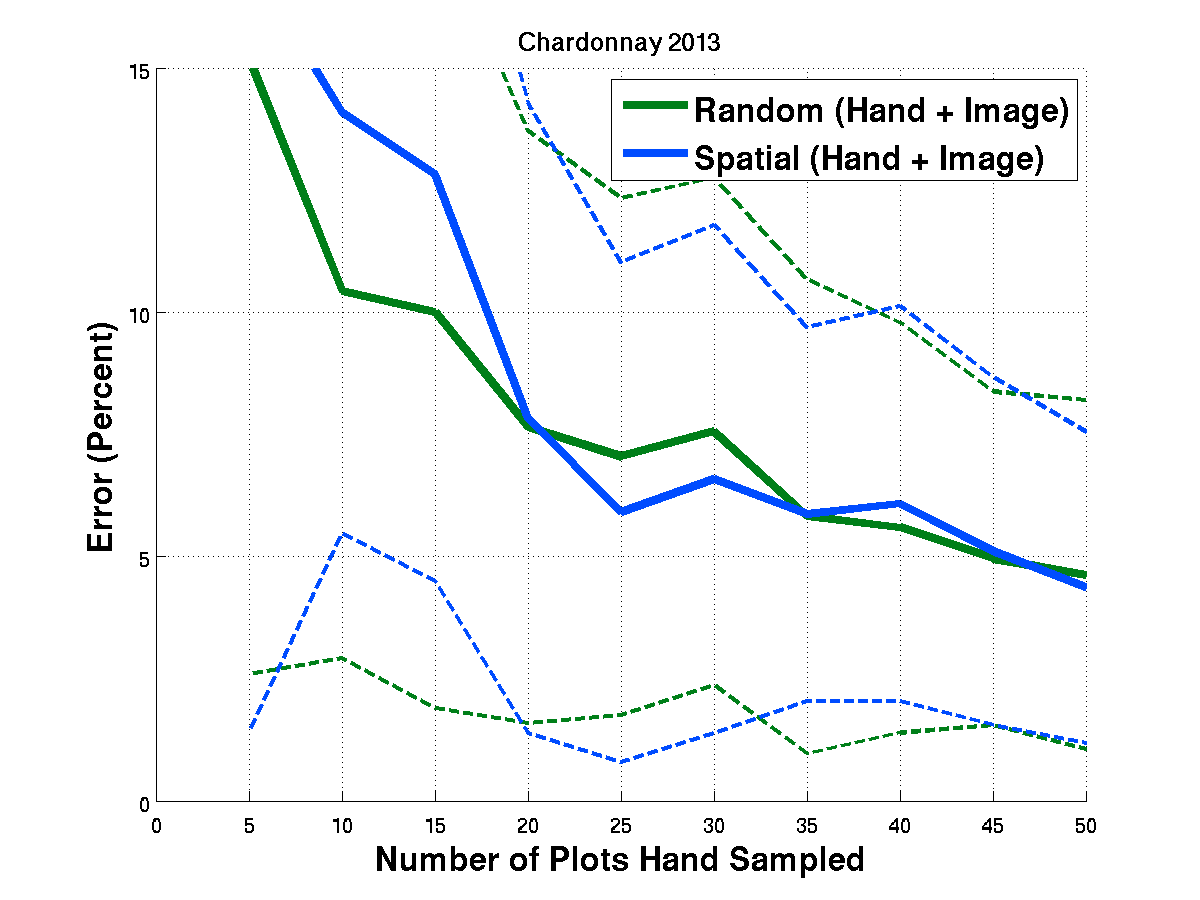 Chardonnay 2013
Random (Hand + Image)
Spatial (Hand + Image)
Error (Percent)
15
10
5
0
0 5 10 15 20 25 30 35 40 45 50
Number of Plots Hand Sampled